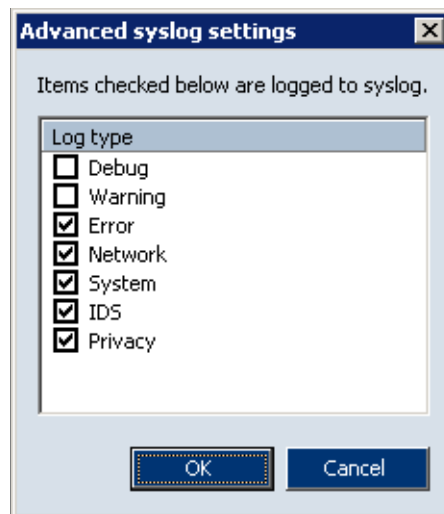 Advanced syslog settings
Items checked below are logged to syslog.
Log type
Debug
Warning
Error
Network
System
IDS
Privacy
OK
Cancel